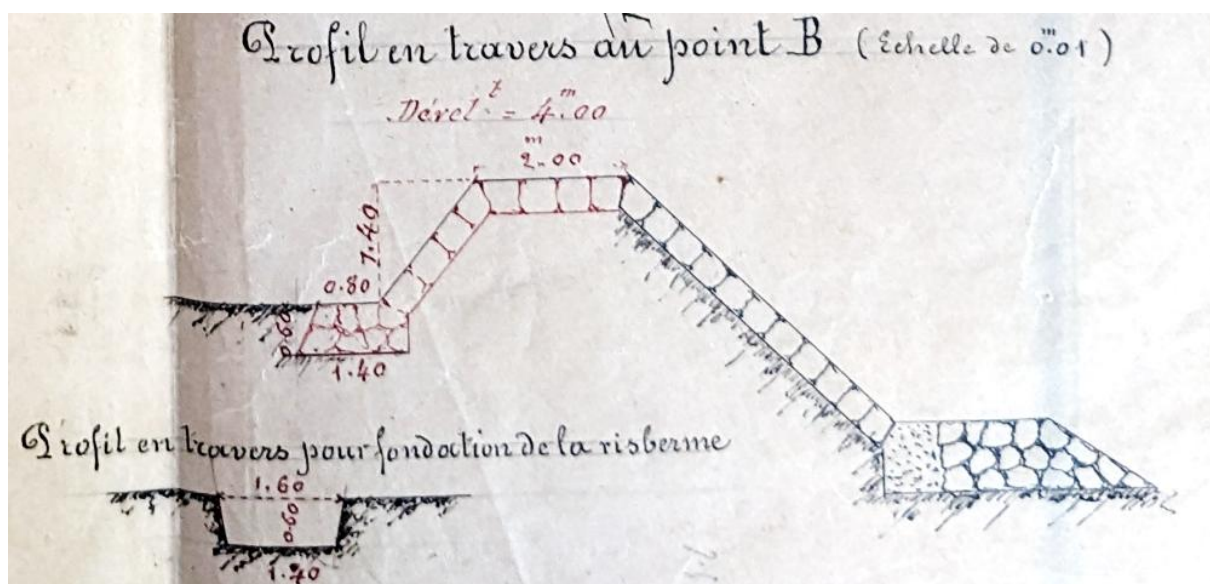 Profil en travers au point B (Echelle de 0.ᵐ01)
Dével.ᵗ = 4.ᵐ00
2.ᵐ00
1.40
0.80
0.60
1.40
Profil en travers pour fondation de la risberme
1.60
0.60
1.40